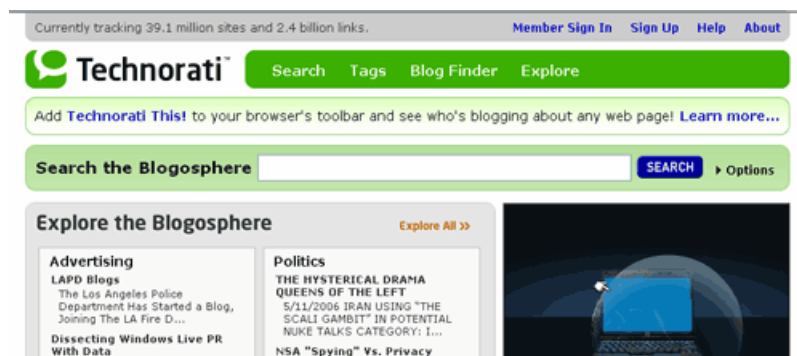 Currently tracking 39.1 million sites and 2.4 billion links.
Member Sign In Sign Up Help About
Technorati™
Search Tags Blog Finder Explore
Add Technorati This! to your browser's toolbar and see who's blogging about any web page! Learn more...
Search the Blogosphere
SEARCH
Options
Explore the Blogosphere
Explore All »
Advertising
LAPD Blogs
The Los Angeles Police
Department Has Started a Blog,
Joining The LA Fire D...
Dissecting Windows Live PR
With Data
Politics
THE HYSTERICAL DRAMA
QUEENS OF THE LEFT
5/11/2006 IRAN USING "THE
SCALI GAMBIT" IN POTENTIAL
NUKE TALKS CATEGORY: I...
NSA "Spying" Vs. Privacy